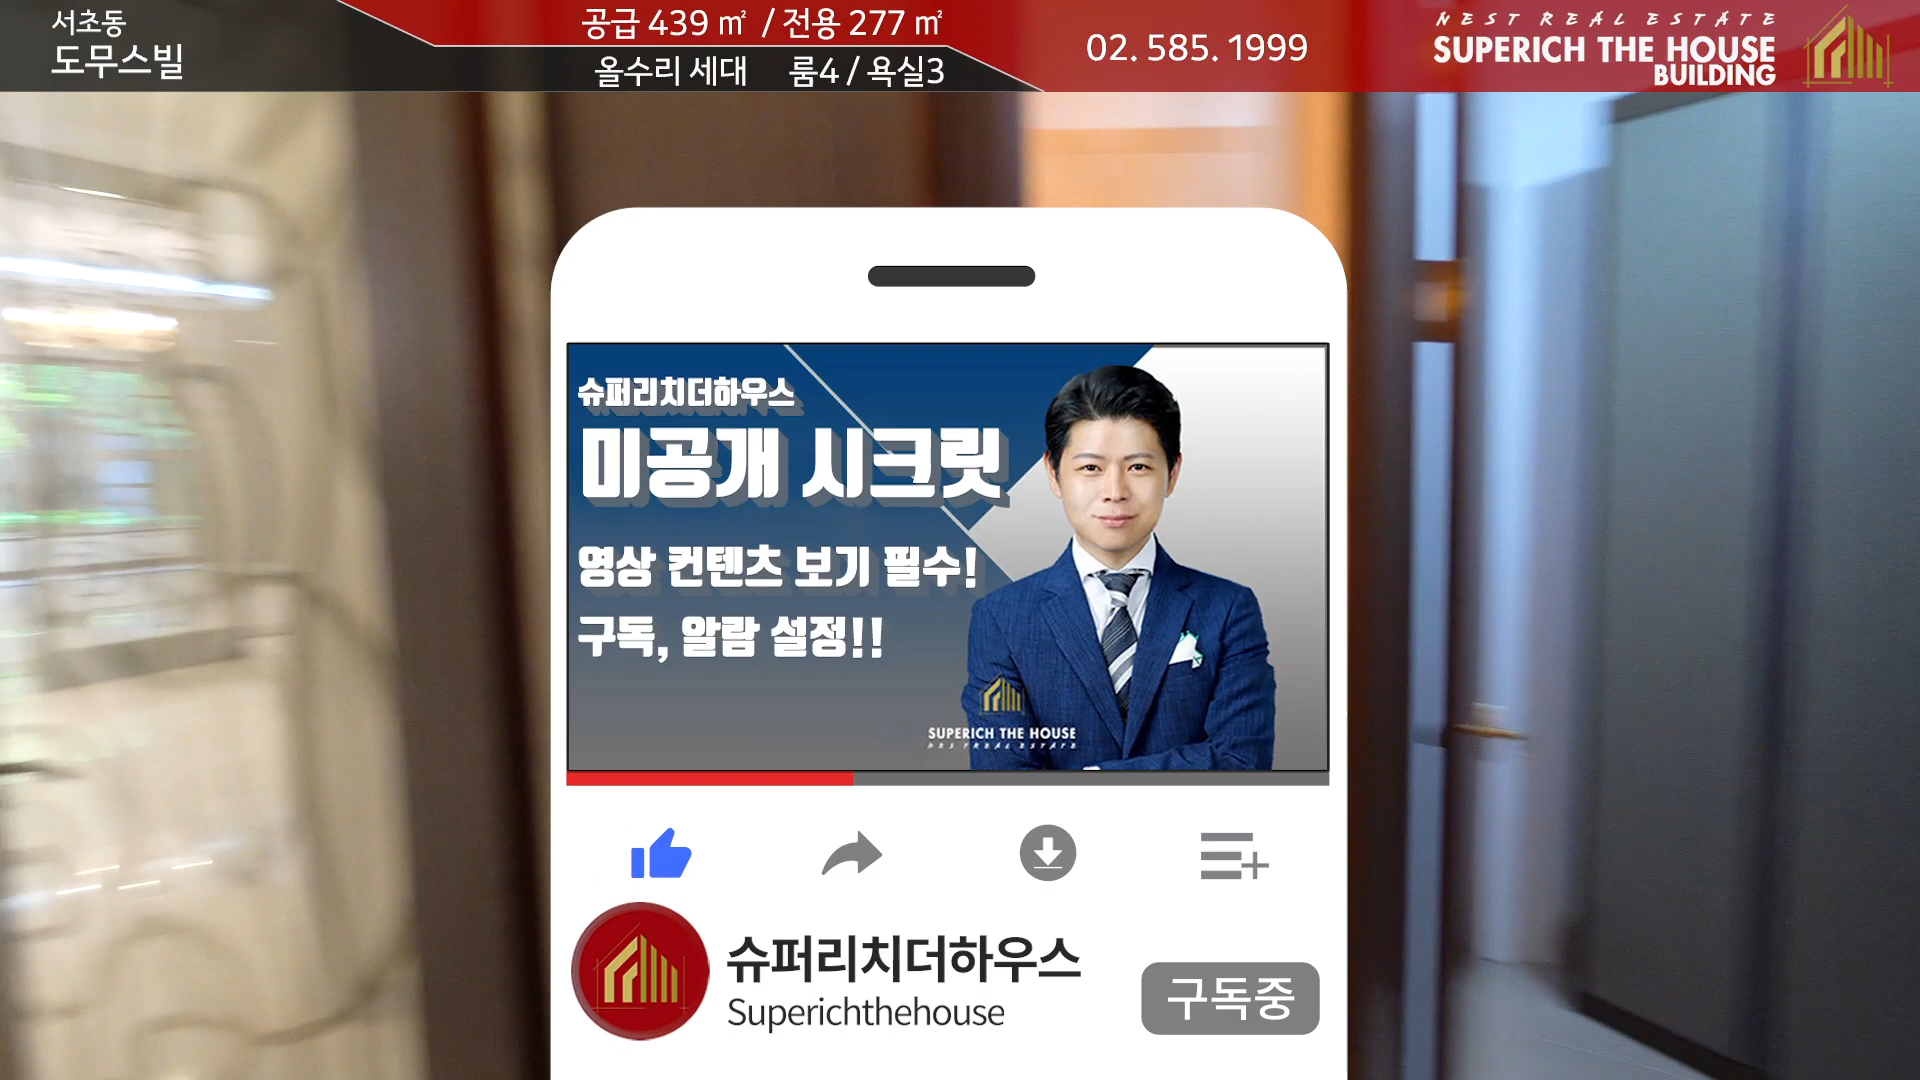 서초동
도무스빌
공급 439 ㎡ / 전용 277 ㎡
올수리 세대 룸4 / 욕실3
02. 585. 1999
NEST REAL ESTATE
SUPERICH THE HOUSE
BUILDING
슈퍼리치더하우스
미공개 시크릿
영상 컨텐츠 보기 필수!
구독, 알람 설정!!
SUPERICH THE HOUSE
NEST REAL ESTATE
슈퍼리치더하우스
Superichthehouse
구독중